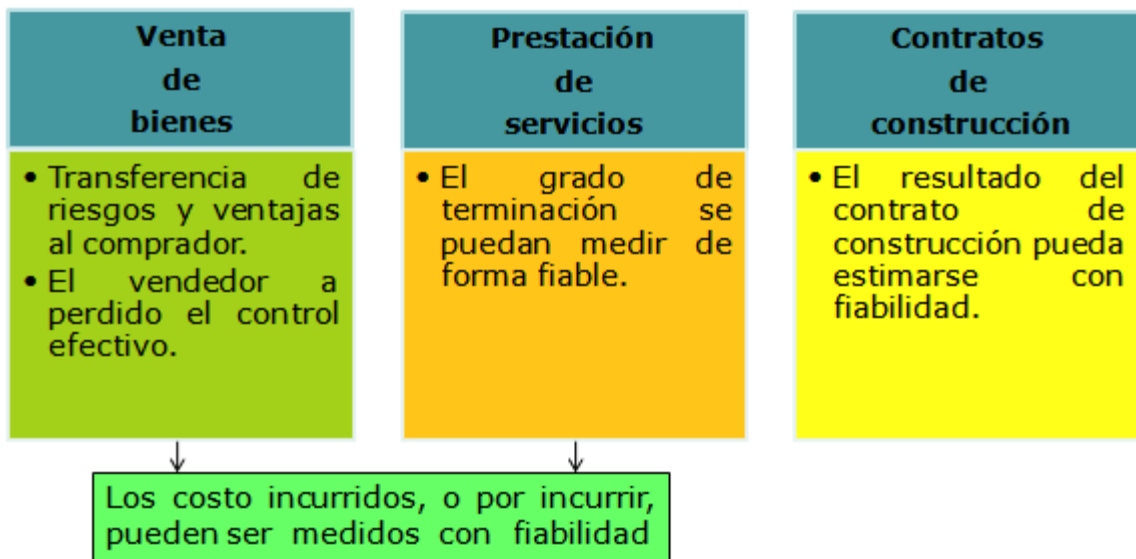 Venta
de
bienes
• Transferencia de
riesgos y ventajas
al comprador.
• El vendedor a
perdido el control
efectivo.
Prestación
de
servicios
• El grado de
terminación se
puedan medir de
forma fiable.
Contratos
de
construcción
• El resultado del
contrato de
construcción pueda
estimarse con
fiabilidad.
Los costo incurridos, o por incurrir,
pueden ser medidos con fiabilidad